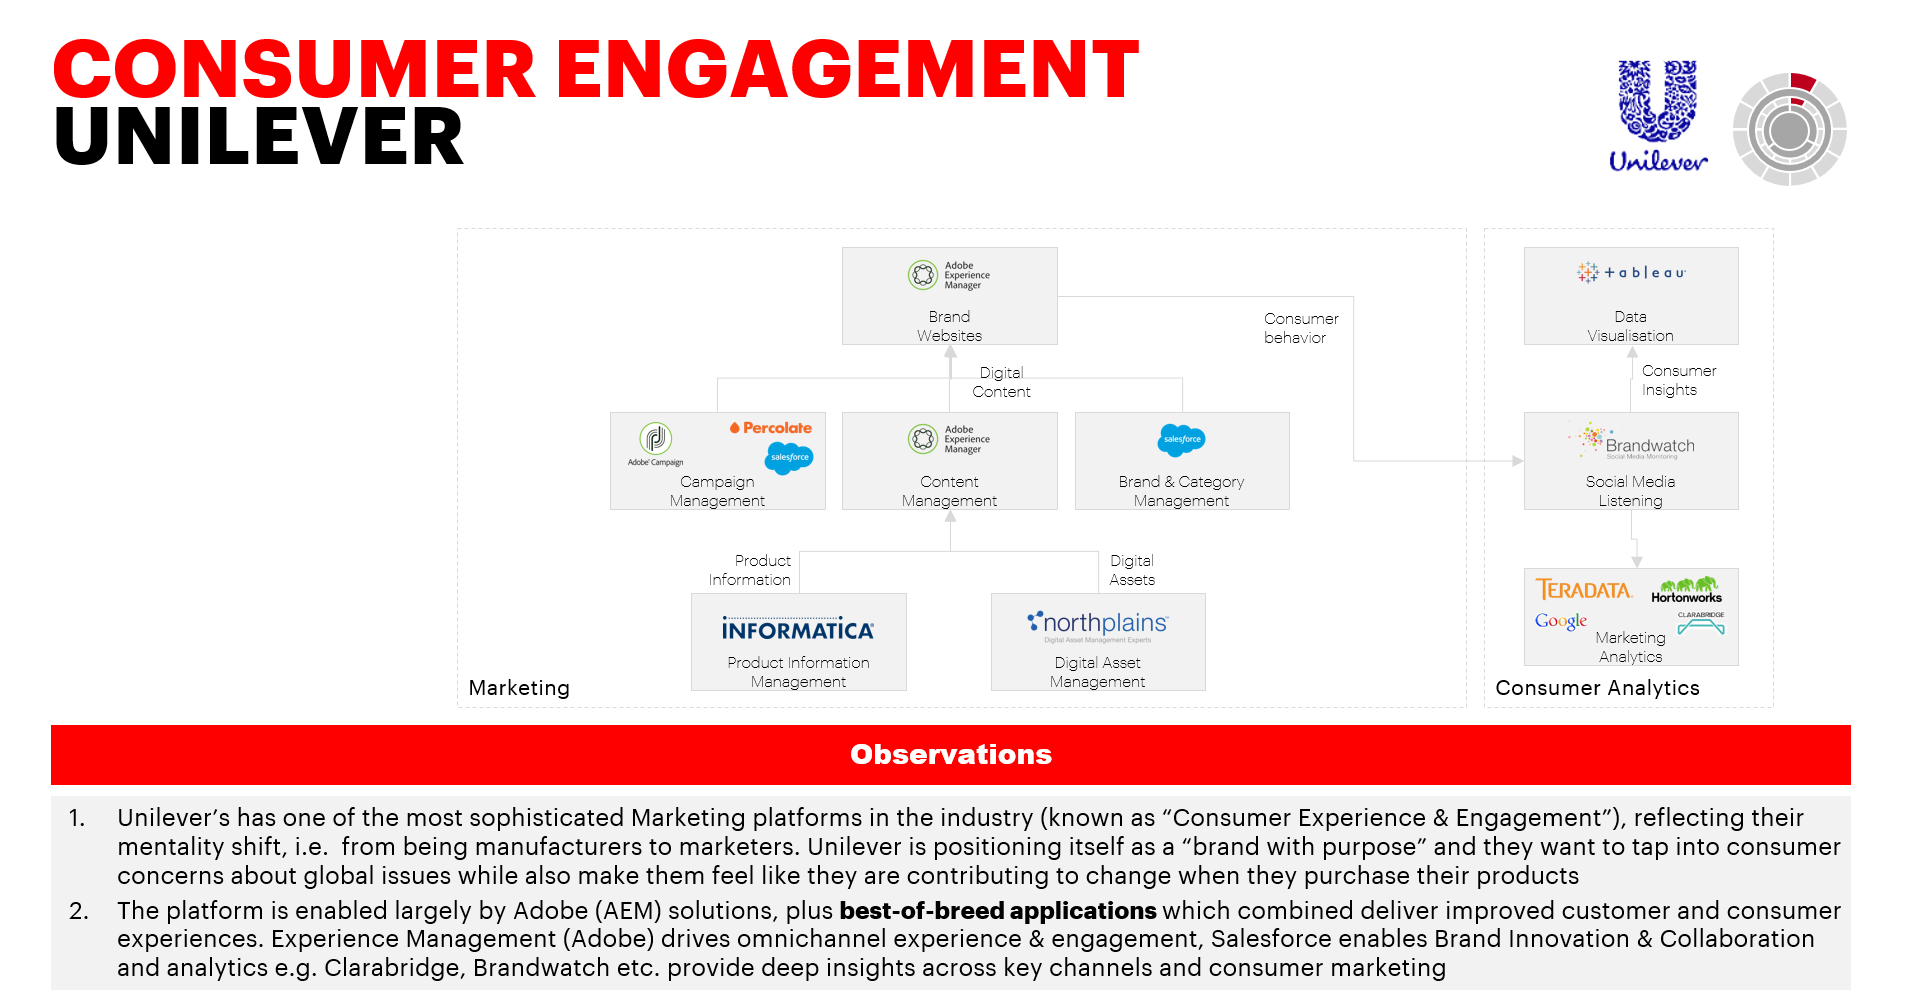 CONSUMER ENGAGEMENT
UNILEVER
Unilever
Adobe
Experience
Manager
Brand
Websites
Consumer
behavior
Digital
Content
Adobe® Campaign
Percolate
salesforce
Campaign
Management
Adobe
Experience
Manager
Content
Management
salesforce
Brand & Category
Management
Product
Information
Digital
Assets
INFORMATICA®
Product Information
Management
northplains™
Digital Asset Management Experts
Digital Asset
Management
Marketing
+ a b | e a u
Data
Visualisation
Consumer
Insights
Brandwatch
Social Media Monitoring
Social Media
Listening
TERADATA.
Hortonworks
Google
CLARABRIDGE
Marketing
Analytics
Consumer Analytics
Observations
1. Unilever’s has one of the most sophisticated Marketing platforms in the industry (known as “Consumer Experience & Engagement”), reflecting their
mentality shift, i.e.  from being manufacturers to marketers. Unilever is positioning itself as a “brand with purpose” and they want to tap into consumer
concerns about global issues while also make them feel like they are contributing to change when they purchase their products
2. The platform is enabled largely by Adobe (AEM) solutions, plus best-of-breed applications which combined deliver improved customer and consumer
experiences. Experience Management (Adobe) drives omnichannel experience & engagement, Salesforce enables Brand Innovation & Collaboration
and analytics e.g. Clarabridge, Brandwatch etc. provide deep insights across key channels and consumer marketing